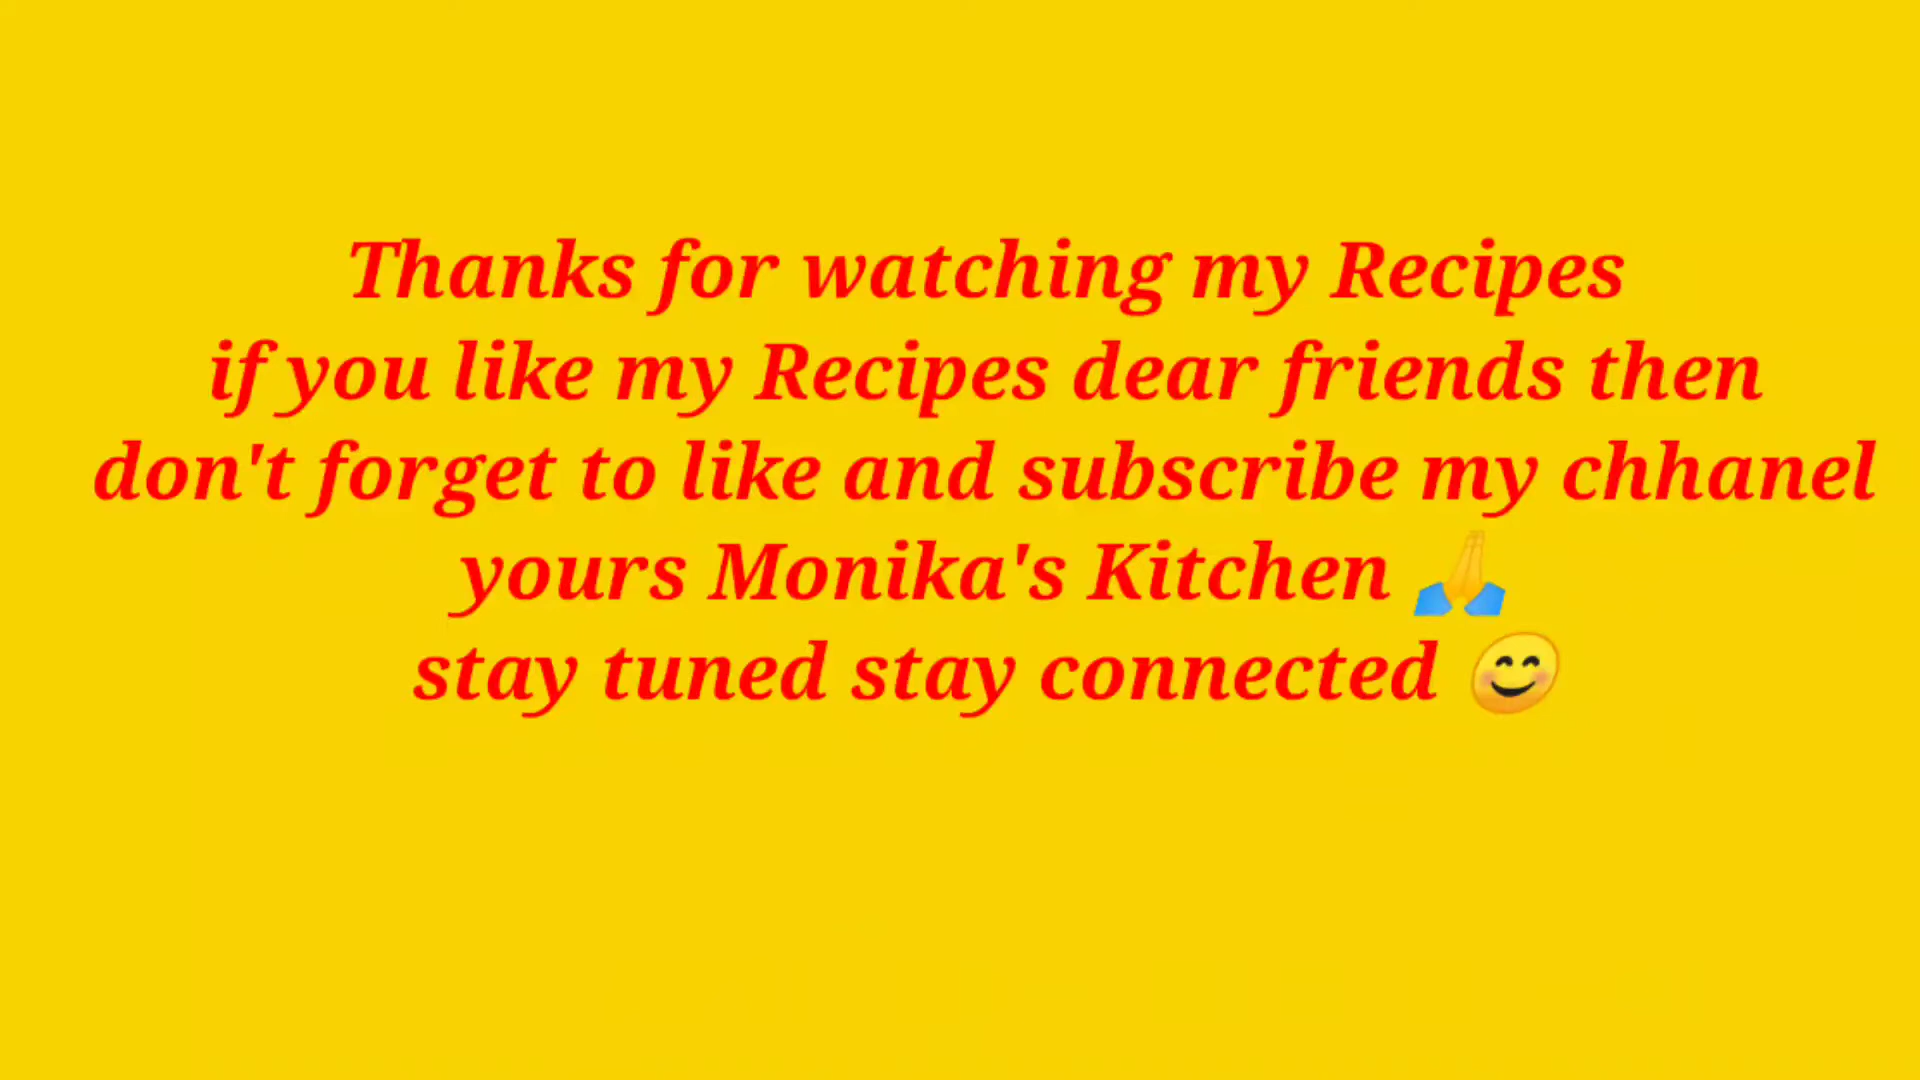 Thanks for watching my Recipes
if you like my Recipes dear friends then
don't forget to like and subscribe my chhanel
yours Monika's Kitchen 🙏
stay tuned stay connected 😊